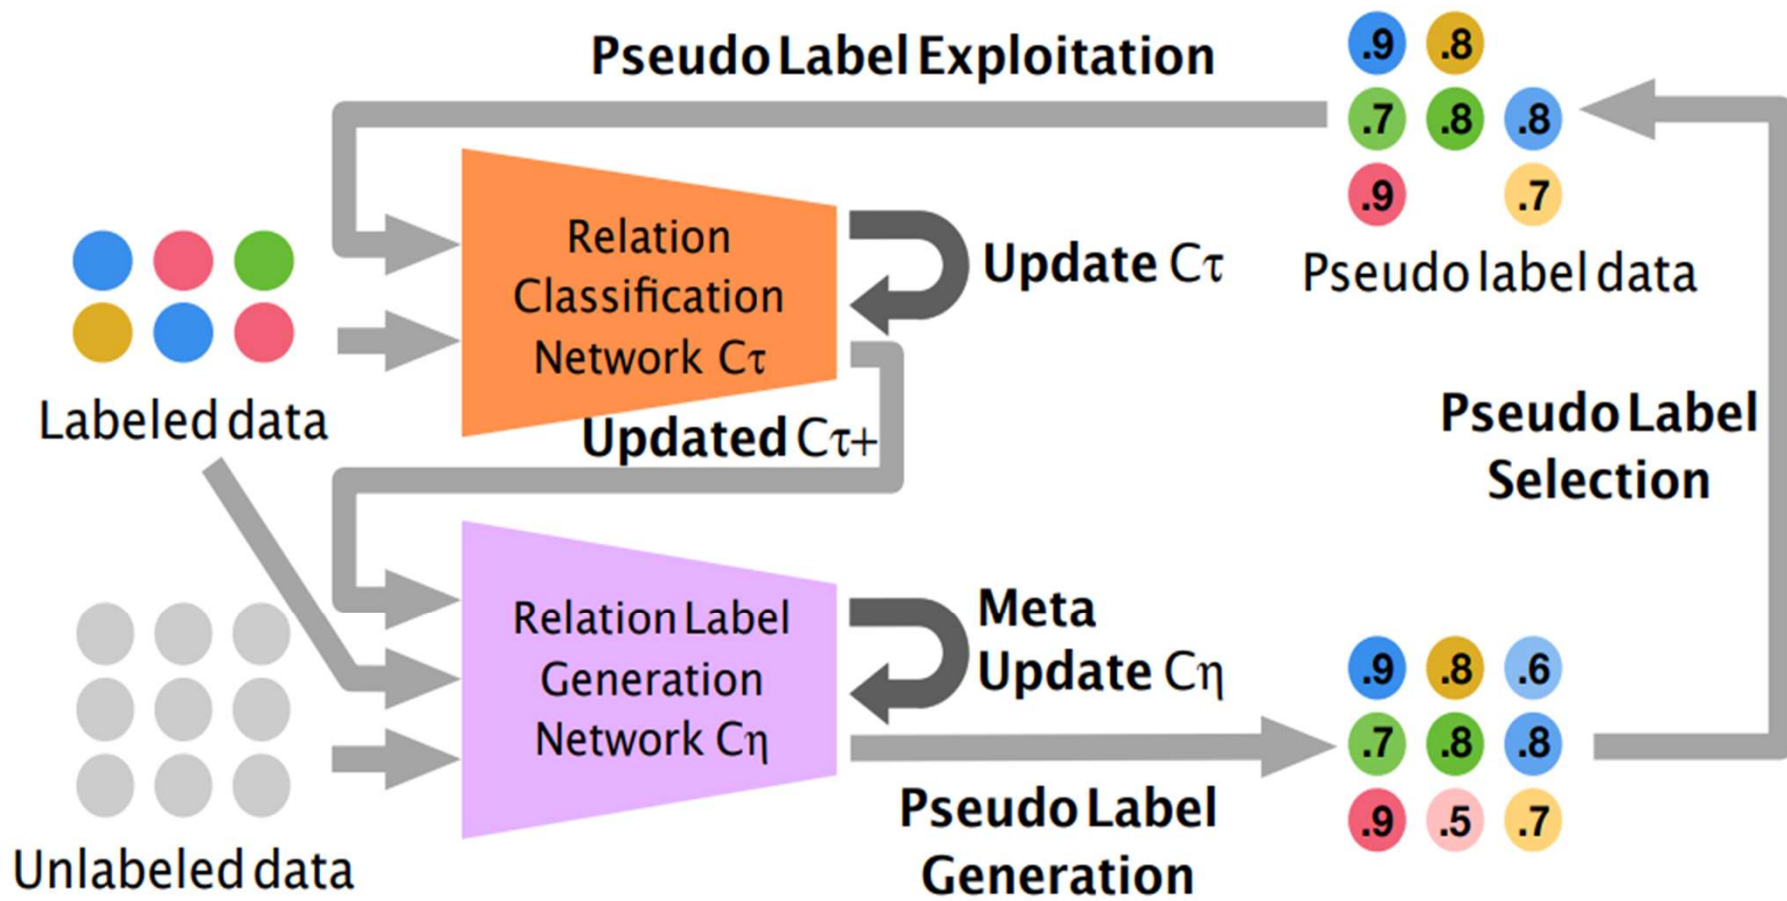 Pseudo Label Exploitation
.9 .8
.7 .8 .8
.9 .7
Pseudo label data
Relation
Classification
Network Cτ
Update Cτ
Labeled data
Updated Cτ+
Pseudo Label
Selection
Relation Label
Generation
Network Cη
Meta
Update Cη
.9 .8 .6
.7 .8 .8
.9 .5 .7
Pseudo Label
Generation
Unlabeled data